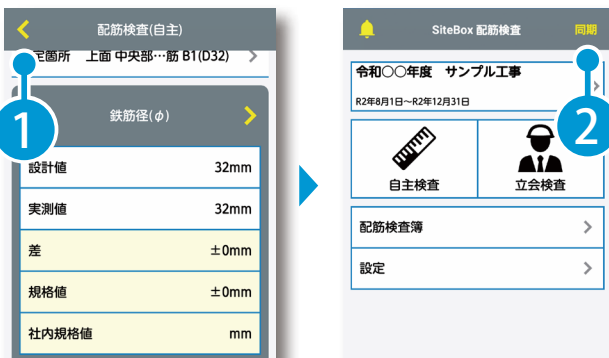 配筋検査(自主)
定箇所 上面 中央部…筋 B1(D32)
1
鉄筋径(φ)
設計値 32mm
実測値 32mm
差 ±0mm
規格値 ±0mm
社内規格値 mm
SiteBox 配筋検査 同期
令和○○年度 サンプル工事
R2年8月1日~R2年12月31日
2
自主検査 立会検査
配筋検査簿
設定